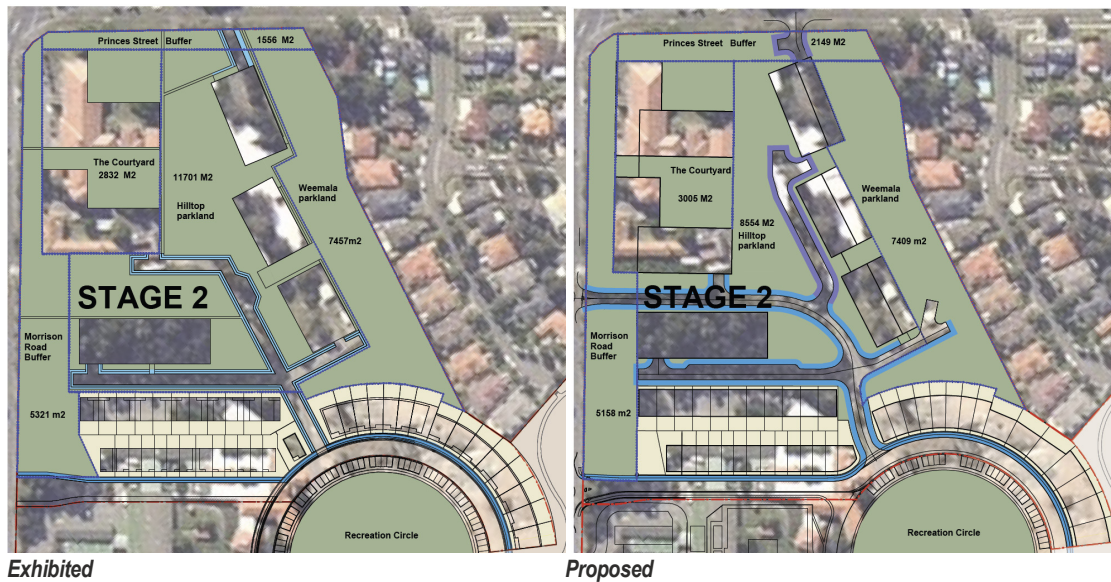 Princes Street Buffer
1556 M2
The Courtyard
2832 M2
11701 M2
Hilltop
parkland
Weemala
parkland
7457m2
STAGE 2
Morrison
Road
Buffer
5321 m2
Recreation Circle
Exhibited
Princes Street Buffer
2149 M2
The Courtyard
3005 M2
8554 M2
Hilltop
parkland
Weemala
parkland
7409 m2
STAGE 2
Morrison
Road
Buffer
5158 m2
Recreation Circle
Proposed